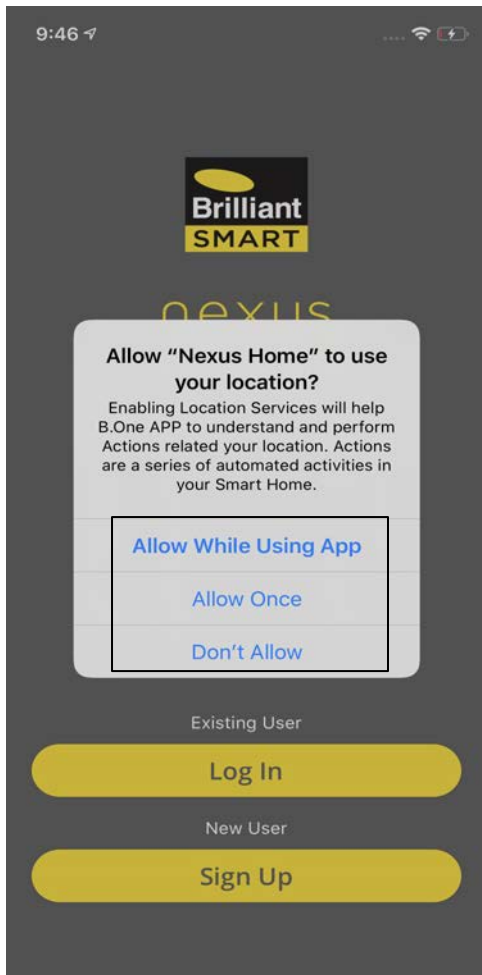 9:46
Brilliant
SMART
nexus
Allow “Nexus Home” to use
your location?
Enabling Location Services will help
B.One APP to understand and perform
Actions related your location. Actions
are a series of automated activities in
your Smart Home.
Allow While Using App
Allow Once
Don’t Allow
Existing User
Log In
New User
Sign Up